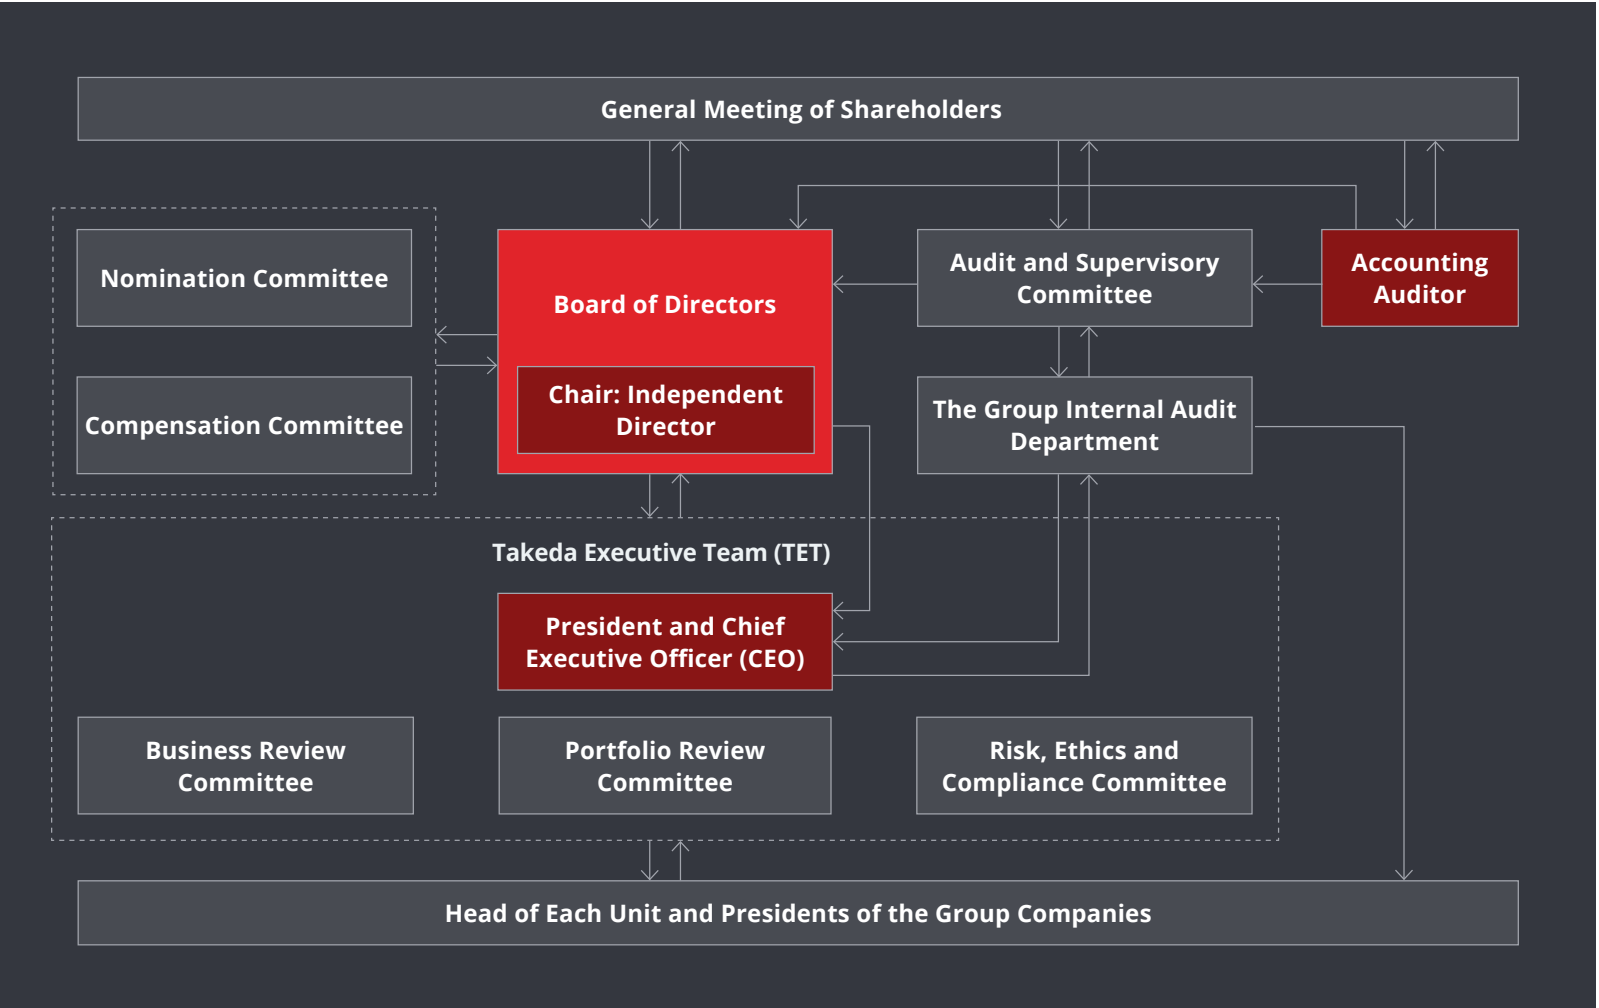 General Meeting of Shareholders
Nomination Committee
Compensation Committee
Board of Directors
Chair: Independent
Director
Audit and Supervisory
Committee
Accounting
Auditor
The Group Internal Audit
Department
Takeda Executive Team (TET)
President and Chief
Executive Officer (CEO)
Business Review
Committee
Portfolio Review
Committee
Risk, Ethics and
Compliance Committee
Head of Each Unit and Presidents of the Group Companies